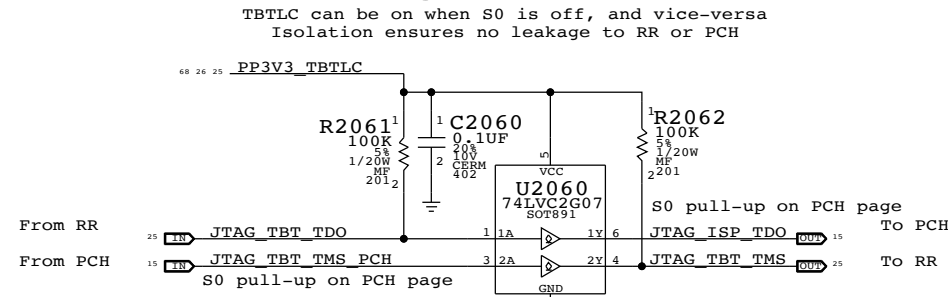 TBTLC can be on when S0 is off, and vice-versa
Isolation ensures no leakage to RR or PCH
68 26 25 PP3V3_TBTLC
R2061 1
100K
5%
1/20W
MF
201 2
1 C2060
0.1UF
20%
10V
2 CERM
402
1 R2062
100K
5%
1/20W
MF
2 201
5
VCC
U2060
74LVC2G07
SOT891
S0 pull-up on PCH page
From RR 25 IN JTAG_TBT_TDO 1 1A 1Y 6 JTAG_ISP_TDO OUT 15 To PCH
From PCH 15 IN JTAG_TBT_TMS_PCH 3 2A 2Y 4 JTAG_TBT_TMS OUT 25 To RR
S0 pull-up on PCH page
GND